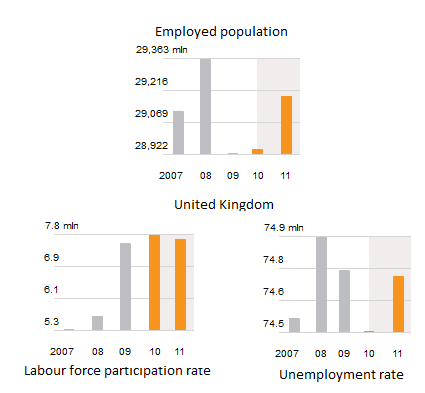 Employed population
29,363 mln
29,216
29,069
28,922
2007 08 09 10 11
United Kingdom
7.8 mln
6.9
6.1
5.3
2007 08 09 10 11
Labour force participation rate
74.9 mln
74.8
74.6
74.5
2007 08 09 10 11
Unemployment rate